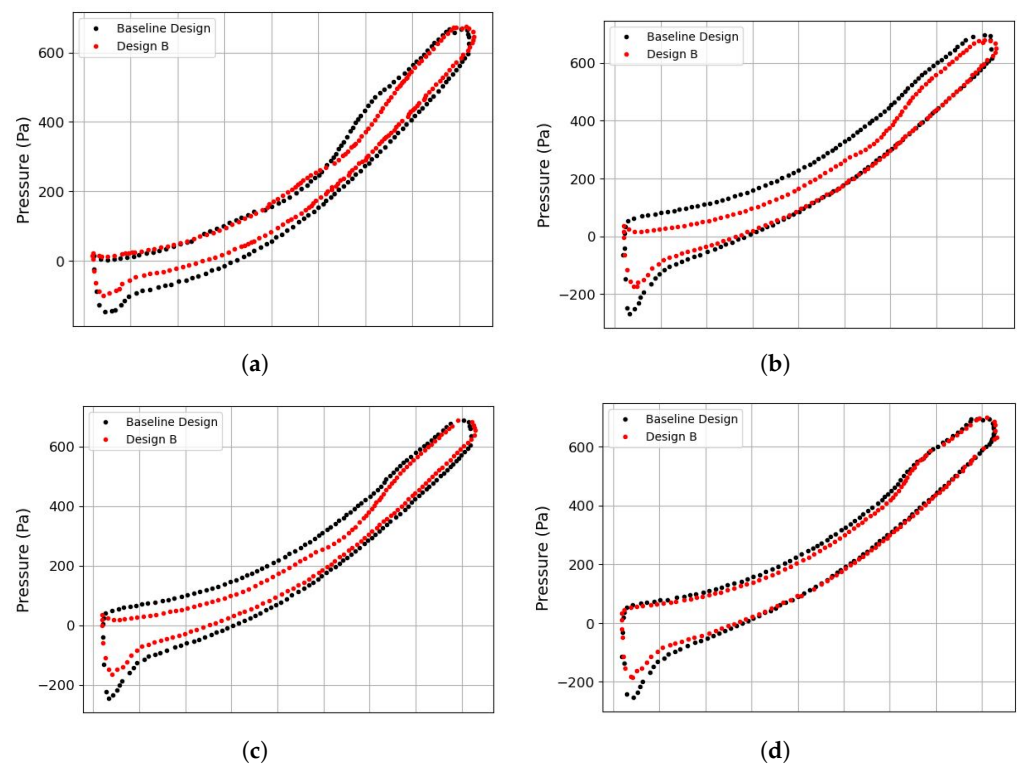 Baseline Design
Design B
600
400
200
0
Pressure (Pa)
(a)
Baseline Design
Design B
600
400
200
0
−200
Pressure (Pa)
(b)
Baseline Design
Design B
600
400
200
0
−200
Pressure (Pa)
(c)
Baseline Design
Design B
600
400
200
0
−200
Pressure (Pa)
(d)